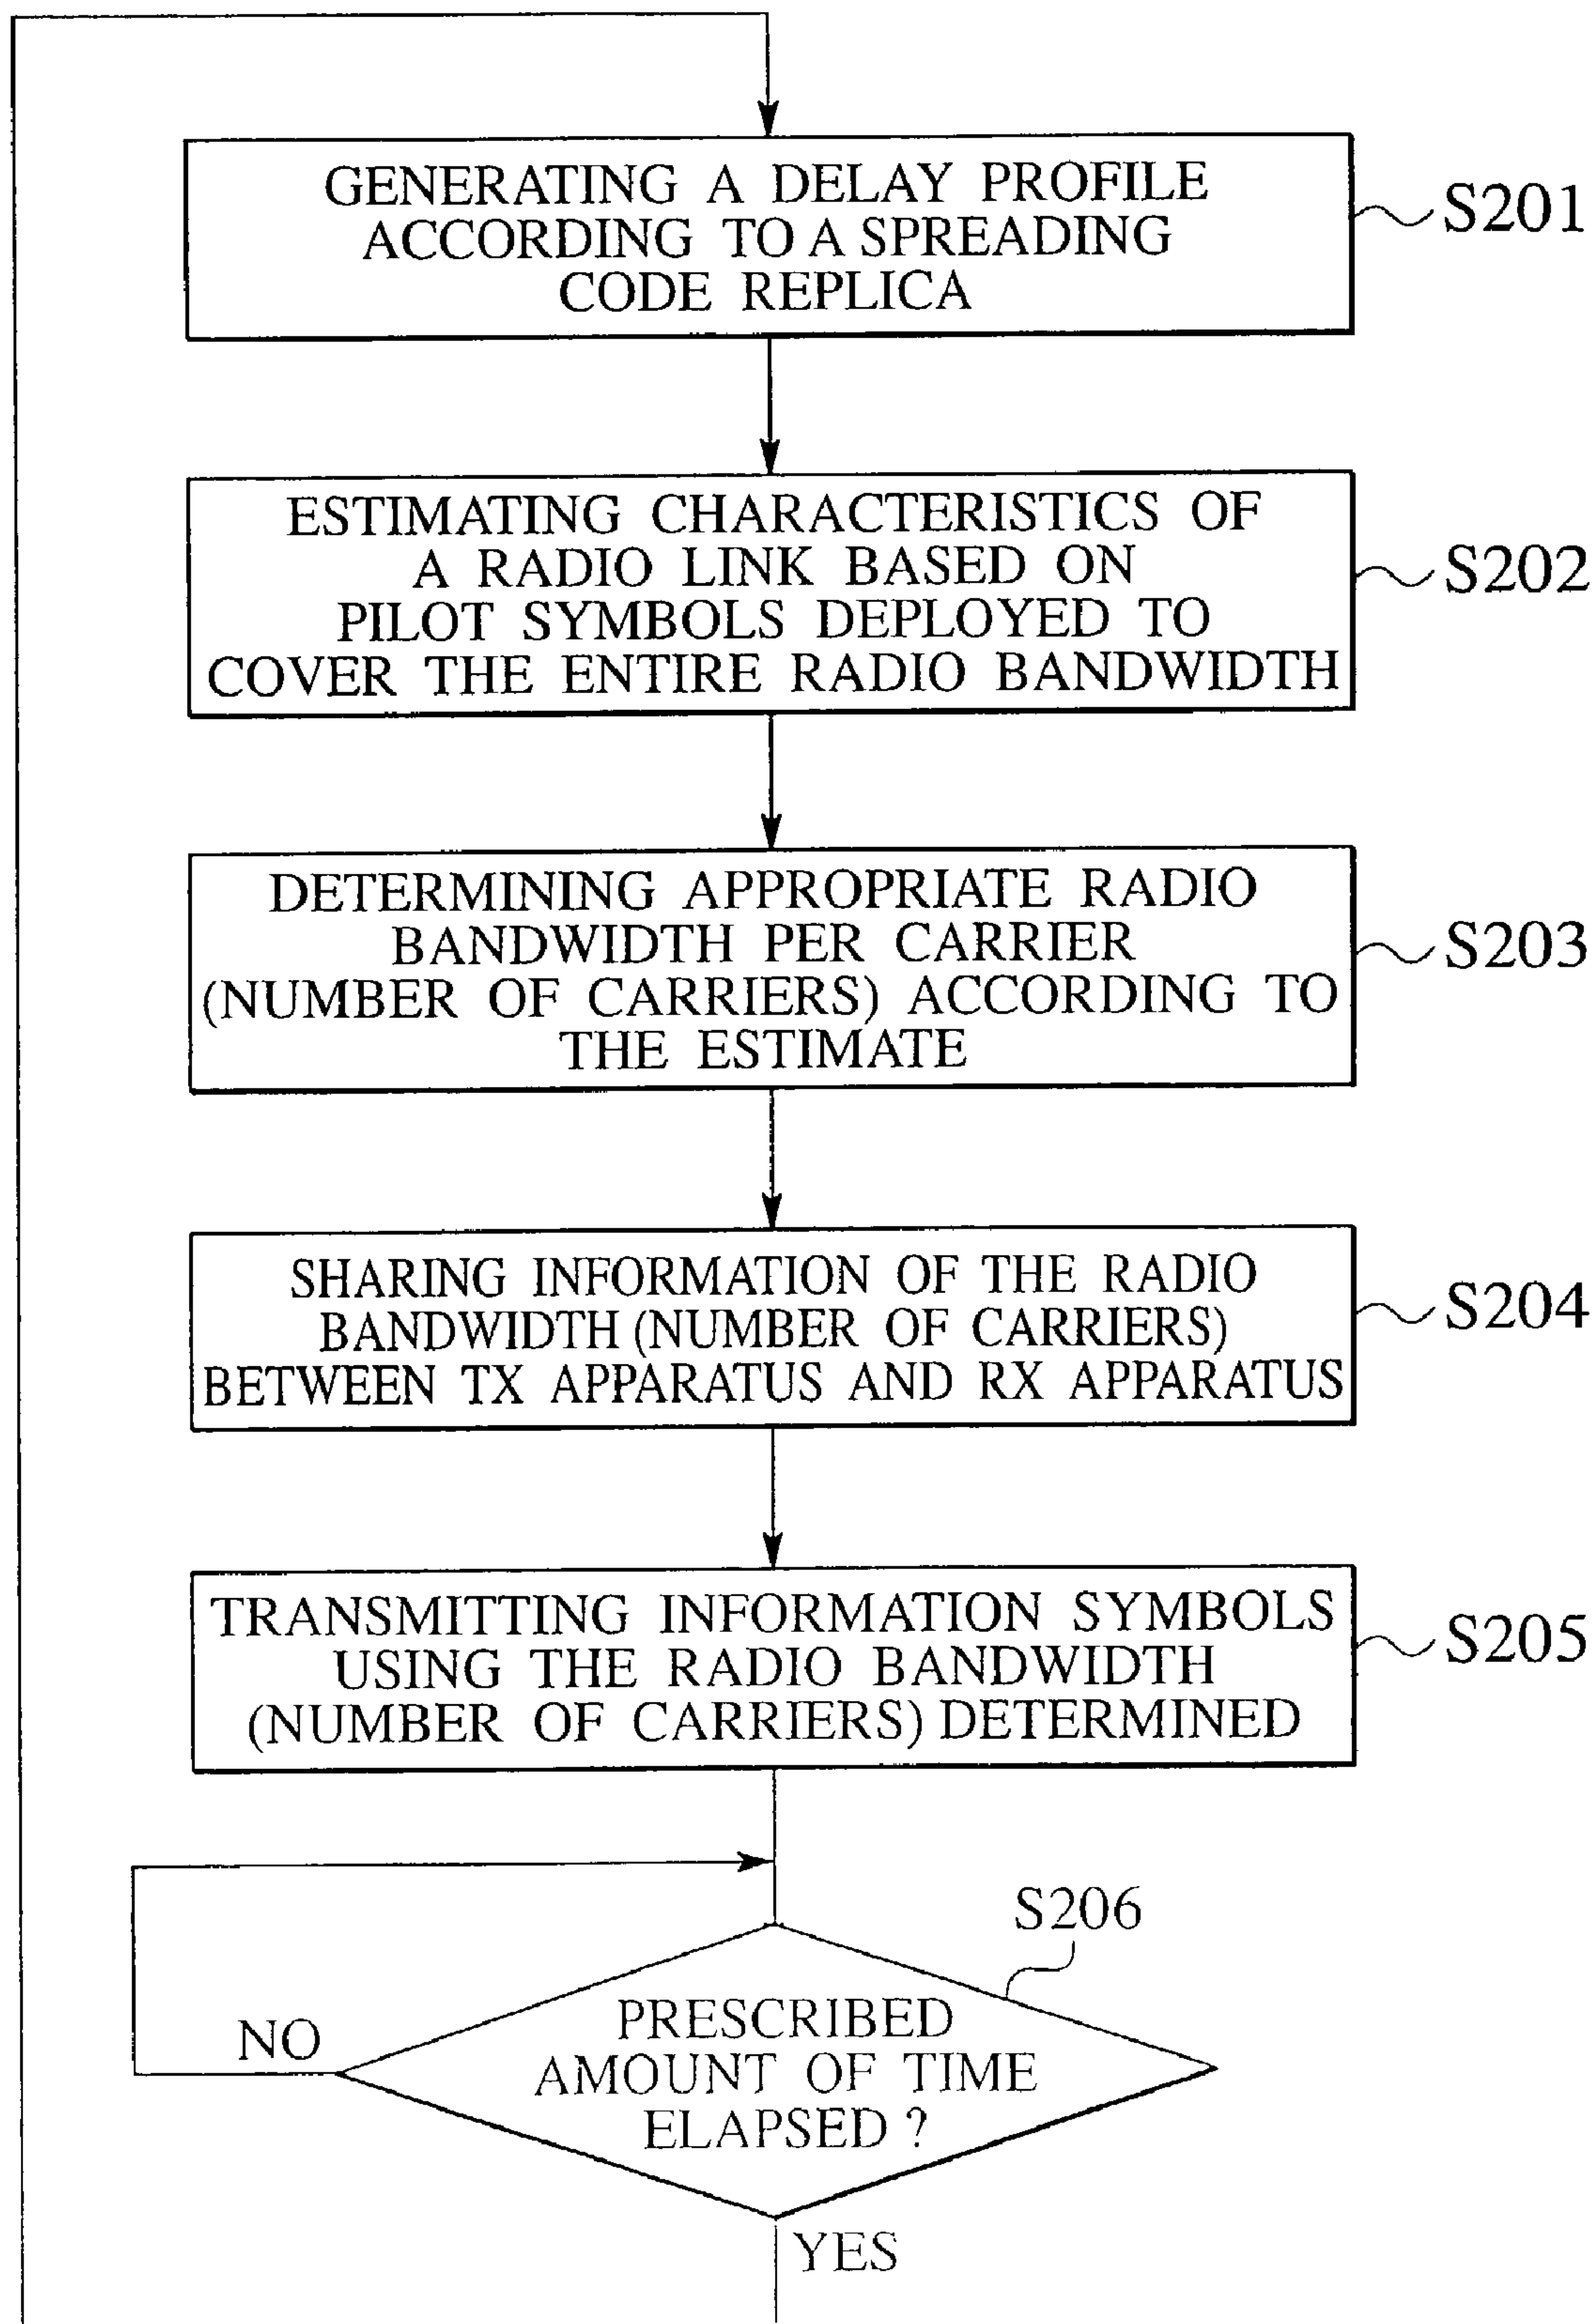 GENERATING A DELAY PROFILE
ACCORDING TO A SPREADING
CODE REPLICA
S201
ESTIMATING CHARACTERISTICS OF
A RADIO LINK BASED ON
PILOT SYMBOLS DEPLOYED TO
COVER THE ENTIRE RADIO BANDWIDTH
S202
DETERMINING APPROPRIATE RADIO
BANDWIDTH PER CARRIER
(NUMBER OF CARRIERS) ACCORDING TO
THE ESTIMATE
S203
SHARING INFORMATION OF THE RADIO
BANDWIDTH (NUMBER OF CARRIERS)
BETWEEN TX APPARATUS AND RX APPARATUS
S204
TRANSMITTING INFORMATION SYMBOLS
USING THE RADIO BANDWIDTH
(NUMBER OF CARRIERS) DETERMINED
S205
S206
PRESCRIBED
AMOUNT OF TIME
ELAPSED ?
NO
YES